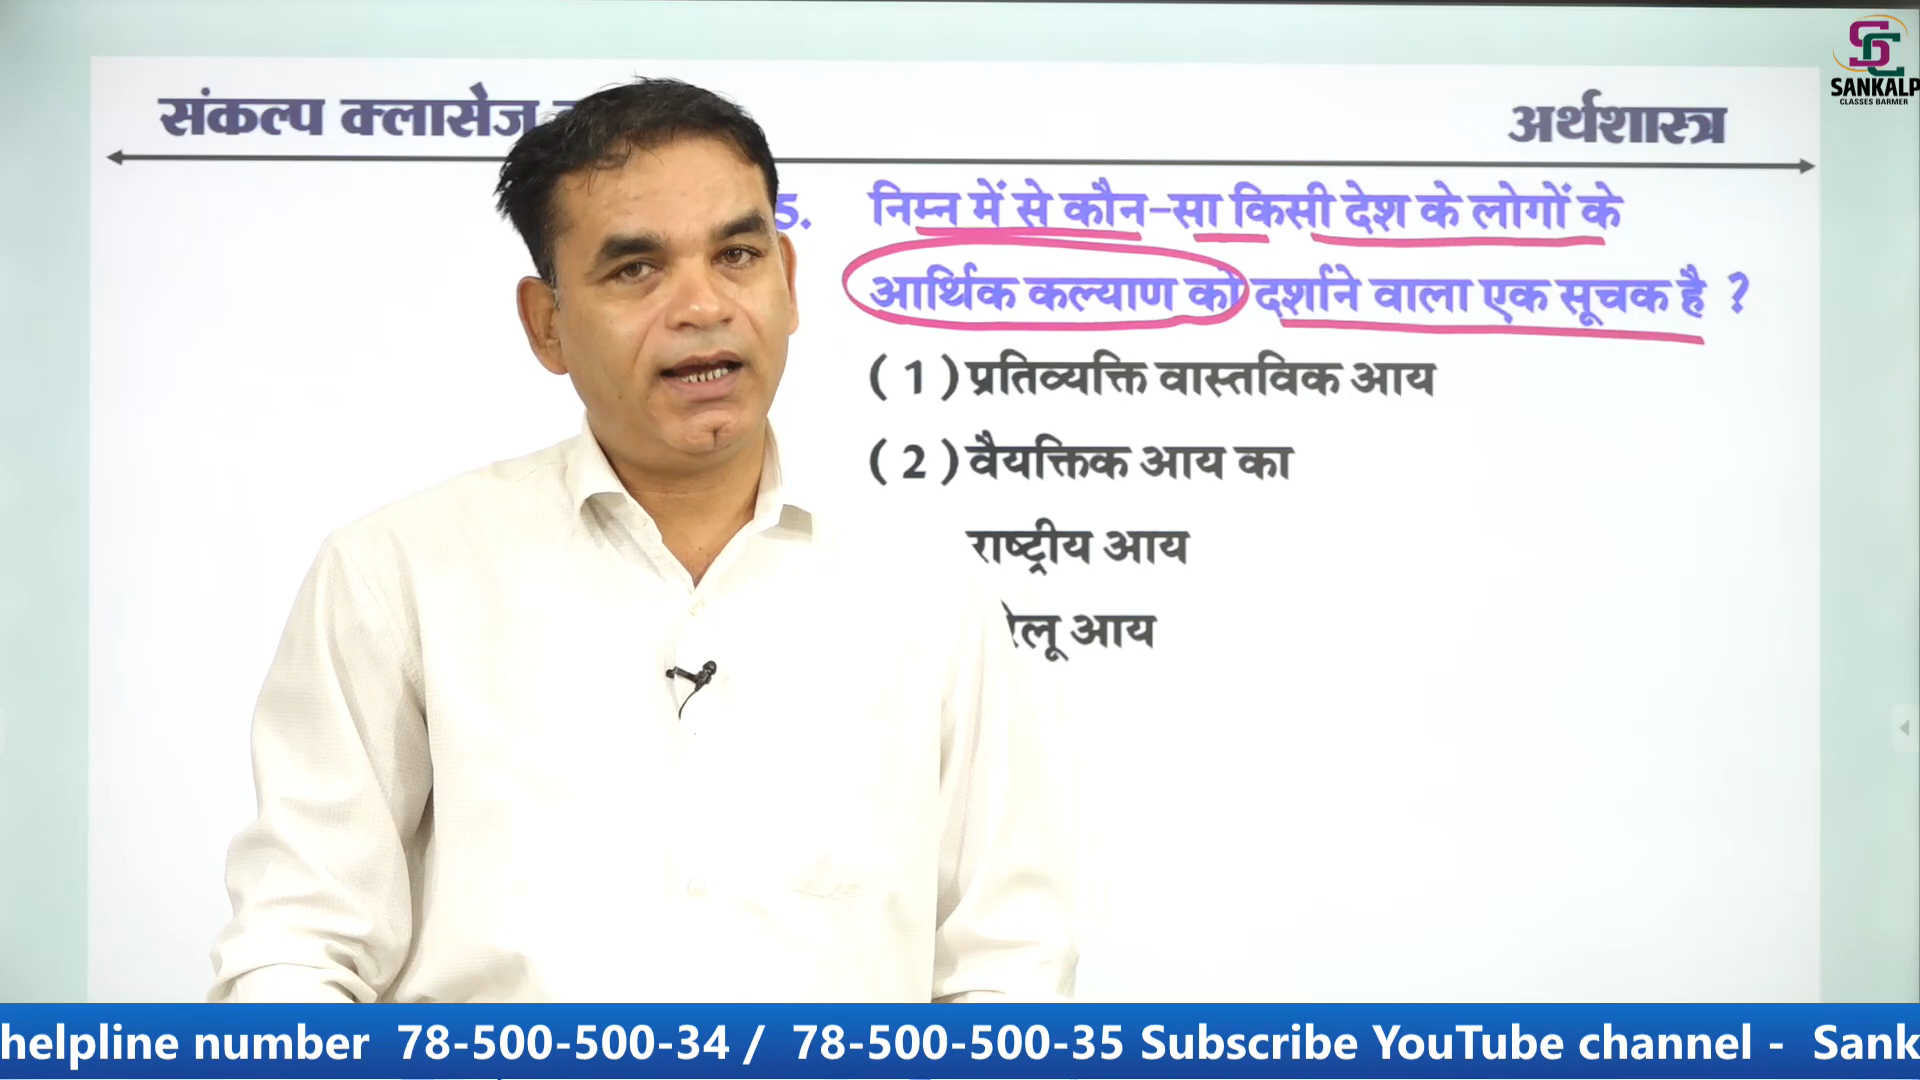 SANKALP
CLASSES BARMER
संकल्प क्लासेज
अर्थशास्त्र
5. निम्न में से कौन-सा किसी देश के लोगों के
आर्थिक कल्याण को दर्शाने वाला एक सूचक है ?
( 1 ) प्रतिव्यक्ति वास्तविक आय
( 2 ) वैयक्तिक आय का
राष्ट्रीय आय
आय
helpline number 78-500-500-34 / 78-500-500-35 Subscribe YouTube channel - Sank